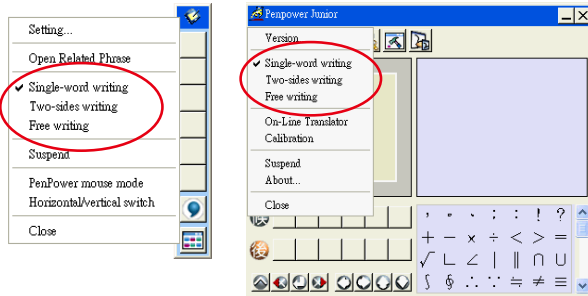 Setting...
Open Related Phrase
✔ Single-word writing
Two-sides writing
Free writing
Suspend
PenPower mouse mode
Horizontal/vertical switch
Close
Penpower Junior
Version
✔ Single-word writing
Two-sides writing
Free writing
On-Line Translator
Calibration
Suspend
About...
Close
候
後
, 。 、 ; : ! ?
+ − × ÷ < > =
√ ∟ ∠ | ‖ ∩ ∪
∫ ∮ ∴ ∵ ≒ ≠ ≡